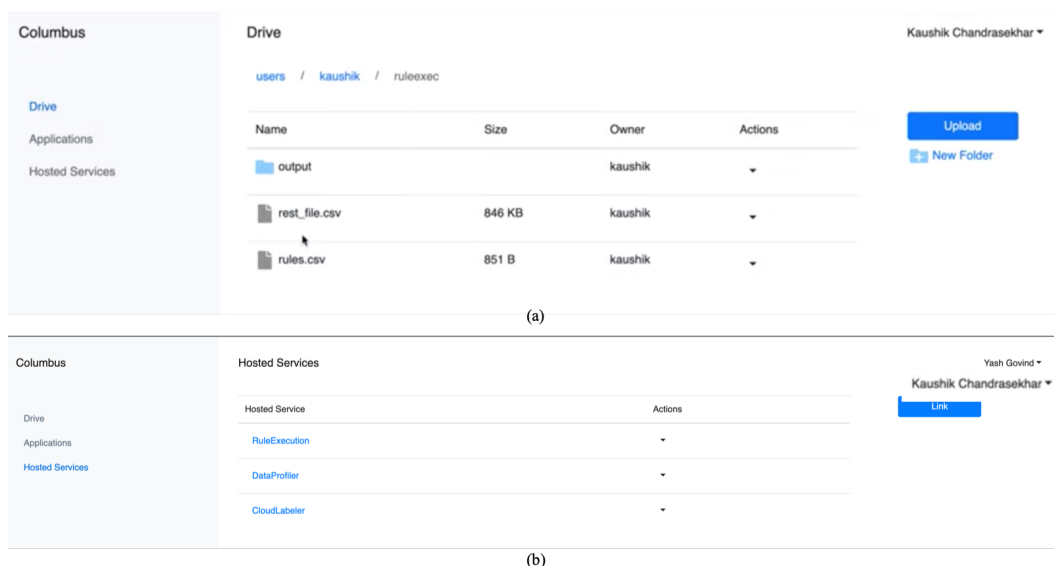 Columbus
Drive
Kaushik Chandrasekhar
users / kaushik / ruleexec
Drive
Applications
Hosted Services
Name Size Owner Actions
Upload
New Folder
output kaushik
rest_file.csv 846 KB kaushik
rules.csv 851 B kaushik
(a)
Columbus
Hosted Services
Yash Govind
Kaushik Chandrasekhar
Drive
Applications
Hosted Services
Hosted Service Actions
Link
RuleExecution
DataProfiler
CloudLabeler
(b)